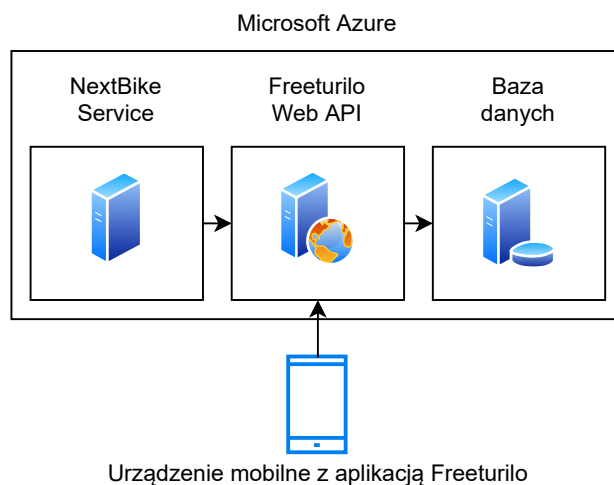 Microsoft Azure
NextBike
Service
Freeturilo
Web API
Baza
danych
Urządzenie mobilne z aplikacją Freeturilo